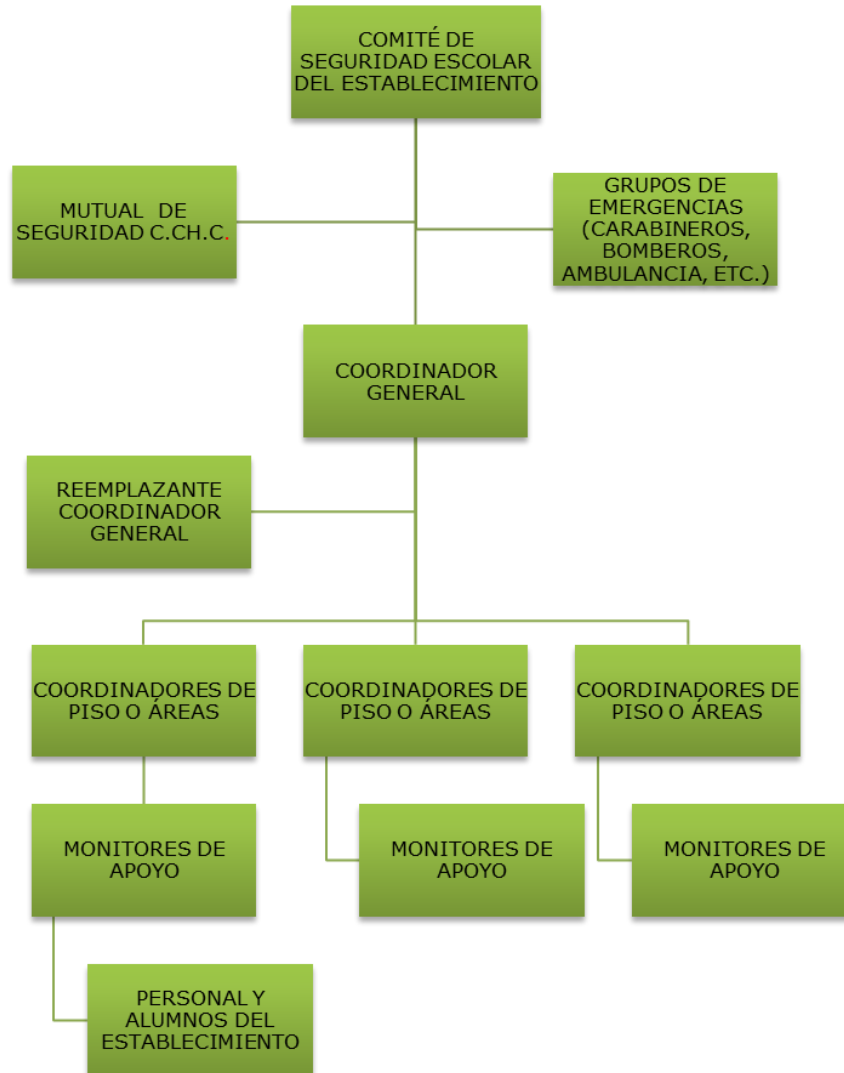 COMITÉ DE
SEGURIDAD ESCOLAR
DEL ESTABLECIMIENTO
MUTUAL DE
SEGURIDAD C.CH.C.
GRUPOS DE
EMERGENCIAS
(CARABINEROS,
BOMBEROS,
AMBULANCIA, ETC.)
COORDINADOR
GENERAL
REEMPLAZANTE
COORDINADOR
GENERAL
COORDINADORES DE
PISO O ÁREAS
COORDINADORES DE
PISO O ÁREAS
COORDINADORES DE
PISO O ÁREAS
MONITORES DE
APOYO
MONITORES DE
APOYO
MONITORES DE
APOYO
PERSONAL Y
ALUMNOS DEL
ESTABLECIMIENTO